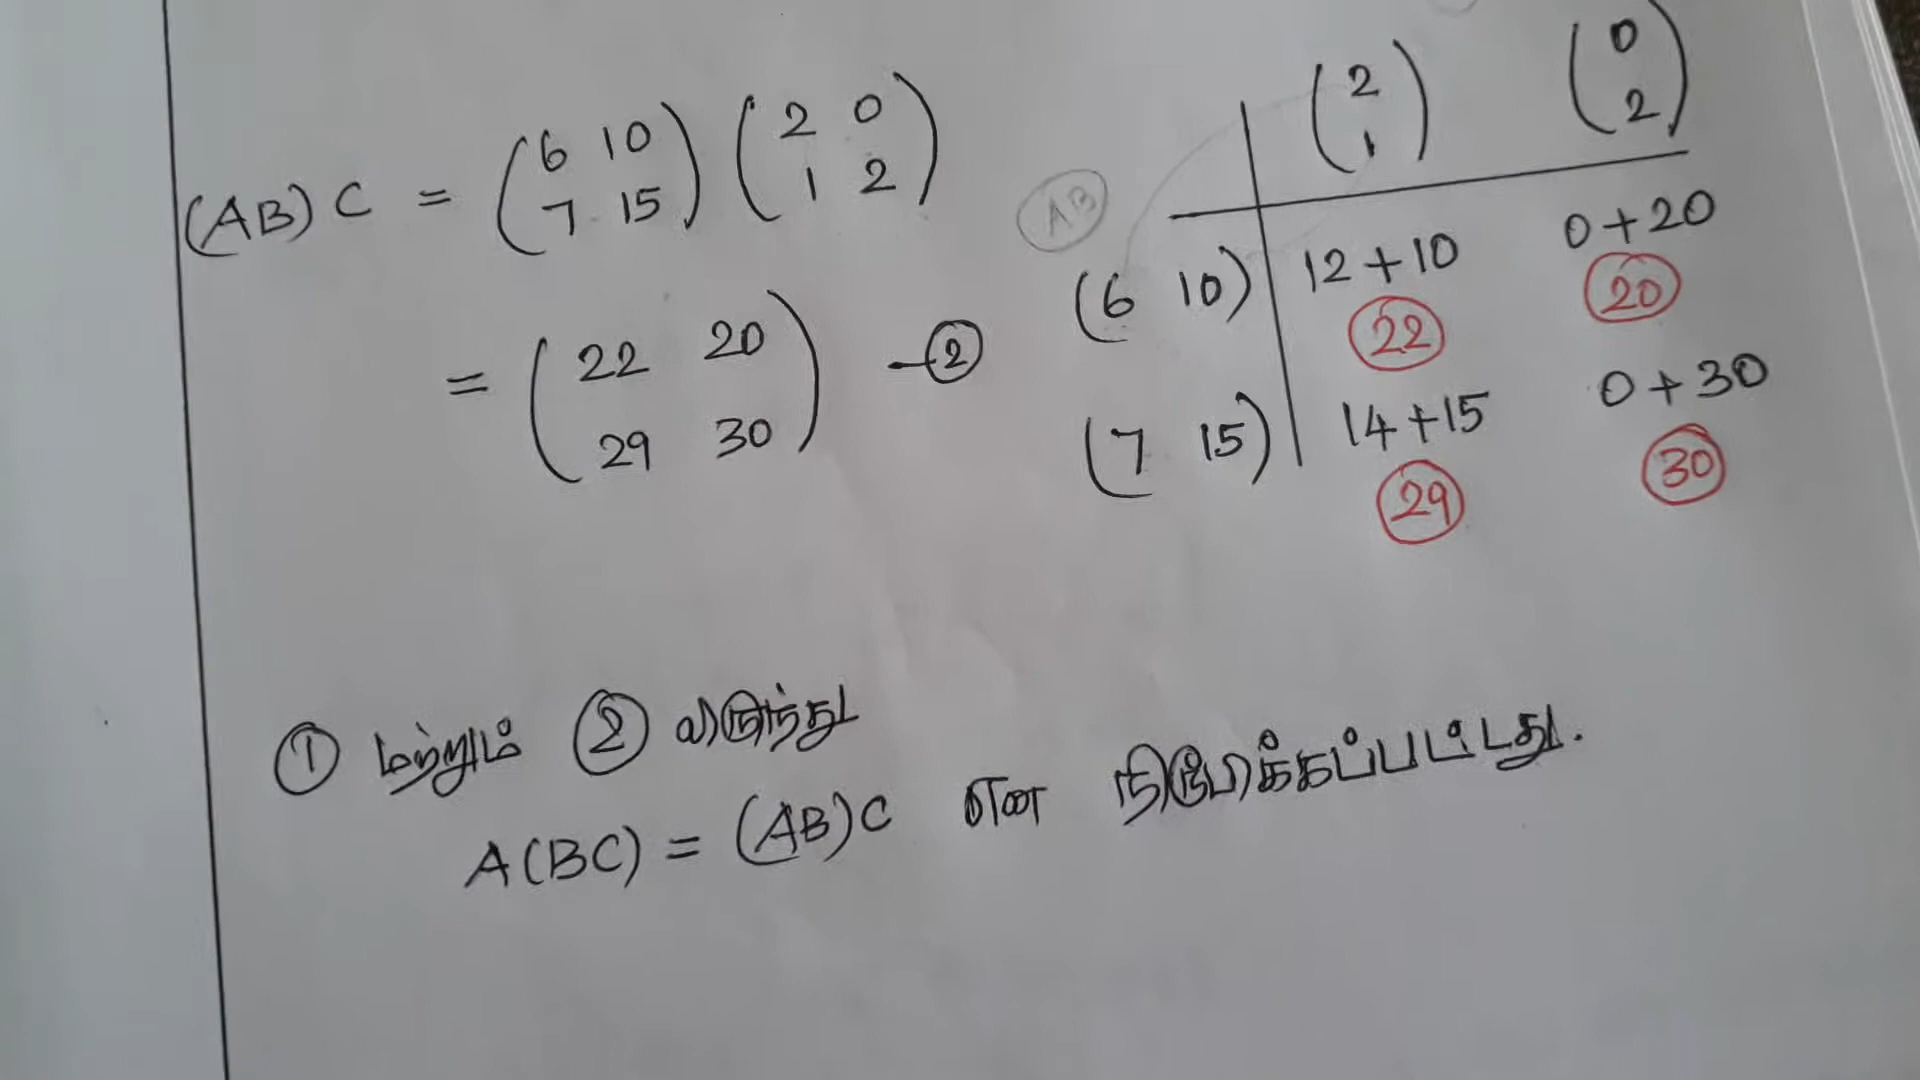 (AB) C = (6 10 7 15) (2 0 1 2)
= (22 20 29 30) — ②
(2 1) (0 2)
AB
(6 10) 12+10 0+20
22 20
(7 15) 14+15 0+30
29 30
① மற்றும் ② லிருந்து
A(BC) = (AB)C என நிரூபிக்கப்பட்டது.